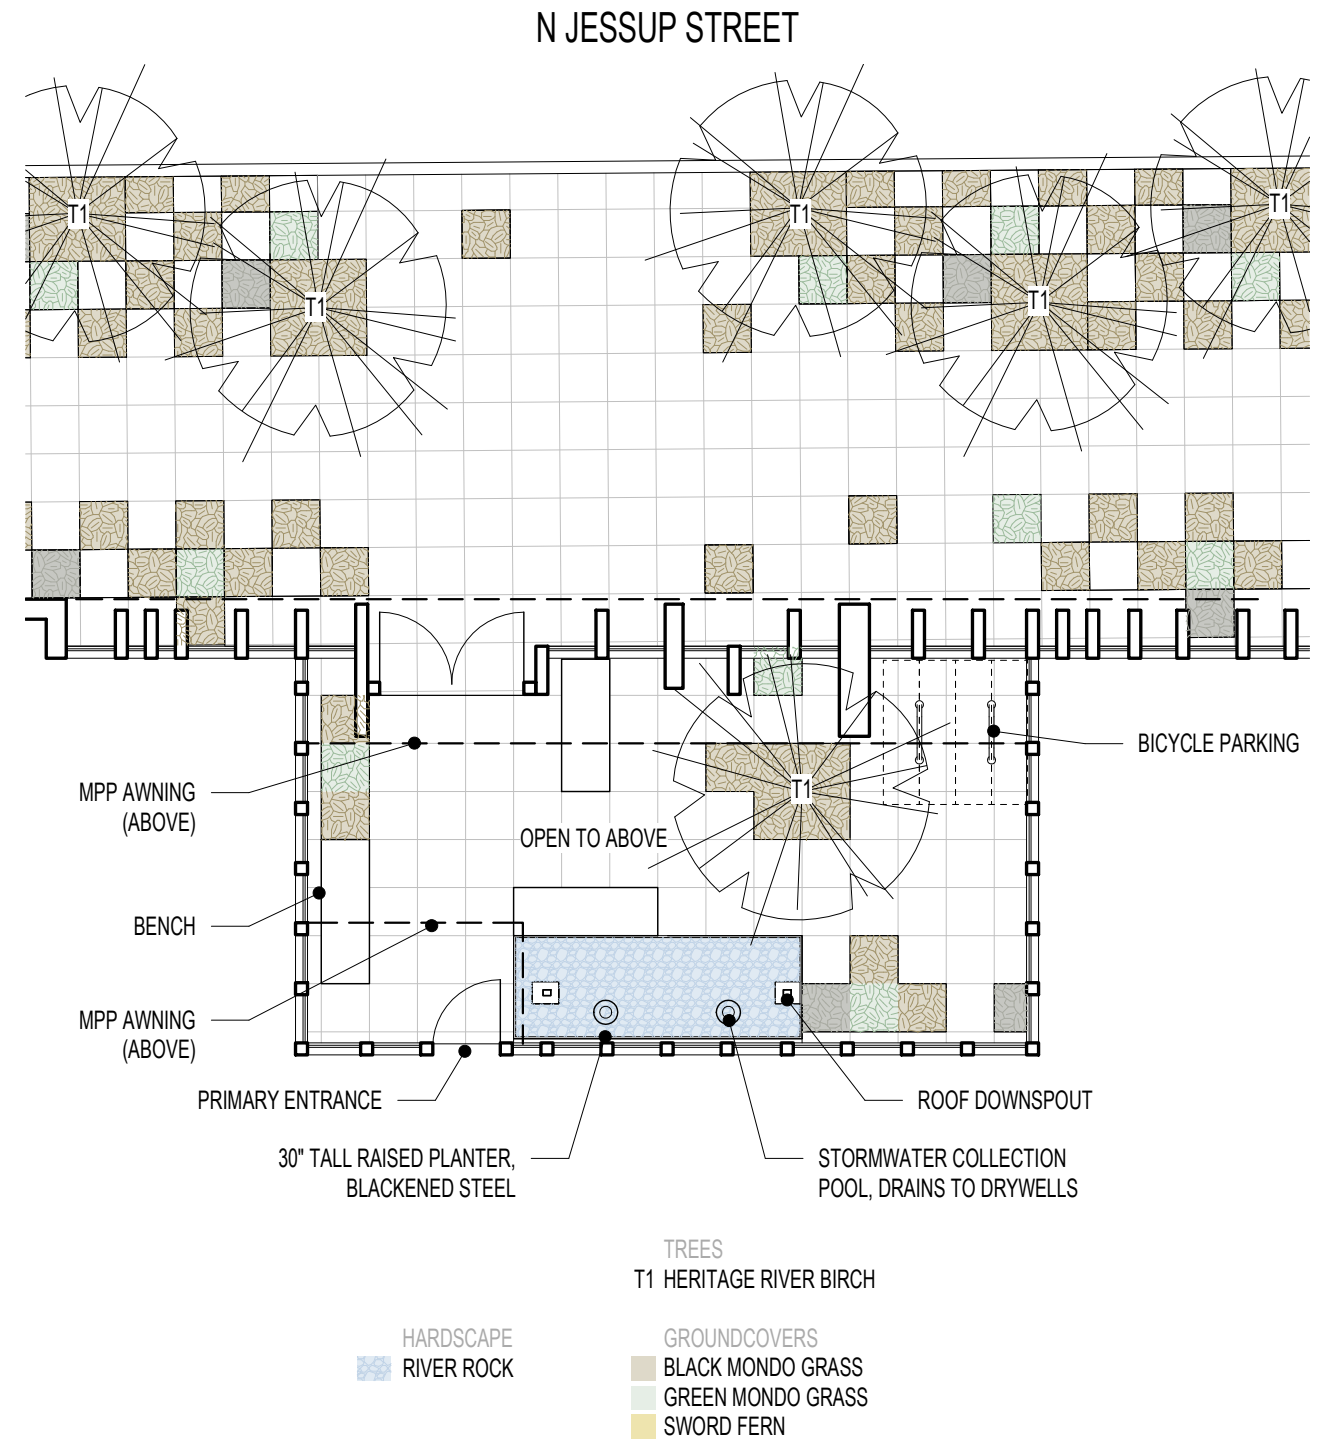 N JESSUP STREET
T1
T1
T1
T1
T1
BICYCLE PARKING
MPP AWNING
(ABOVE)
T1
OPEN TO ABOVE
BENCH
MPP AWNING
(ABOVE)
PRIMARY ENTRANCE
ROOF DOWNSPOUT
30" TALL RAISED PLANTER,
BLACKENED STEEL
STORMWATER COLLECTION
POOL, DRAINS TO DRYWELLS
TREES
T1 HERITAGE RIVER BIRCH
HARDSCAPE
RIVER ROCK
GROUNDCOVERS
BLACK MONDO GRASS
GREEN MONDO GRASS
SWORD FERN